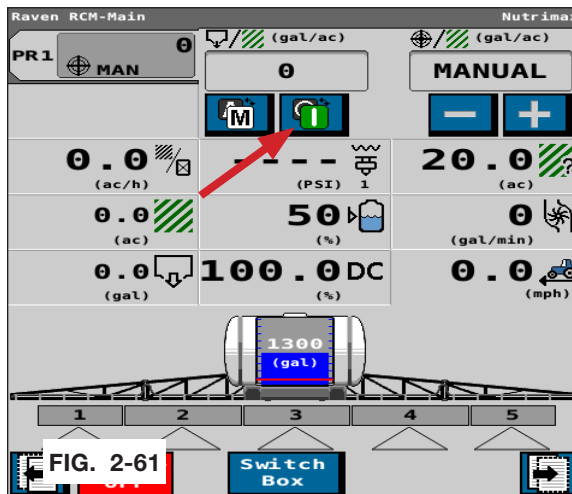 Raven RCM-Main Nutrimax
PR1 0 MAN
(gal/ac) (gal/ac)
0 MANUAL
M I − +
0.0 (ac/h) ---- (PSI) 1 20.0 ? (ac)
0.0 (ac) 50 (%) 0 (gal/min)
0.0 (gal) 100.0 DC (%) 0.0 (mph)
1300
(gal)
1 2 3 4 5
FIG. 2-61
OFF Switch
Box